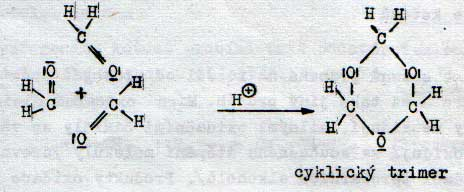 H H
C
O O
H C + H
H C H
O
H⊕
H H
C
O O
H C C H
H O H
cyklický trimer